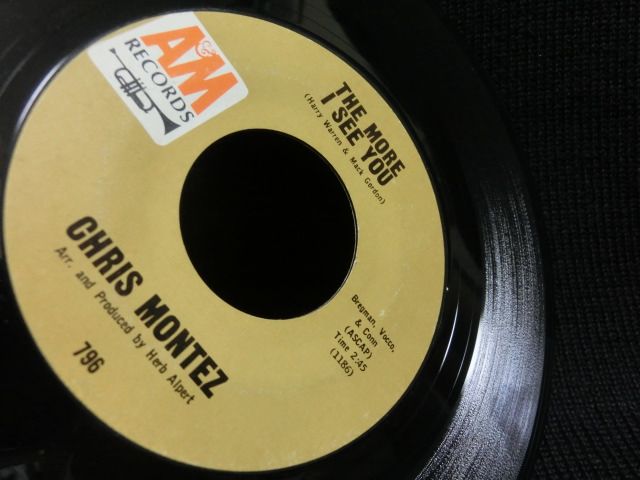 A&M
RECORDS
THE MORE
I SEE YOU
(Harry Warren & Mack Gordon)
Bregman, Vocco,
& Conn
(ASCAP)
Time 2:45
(1186)
CHRIS MONTEZ
Arr. and Produced by Herb Alpert
796